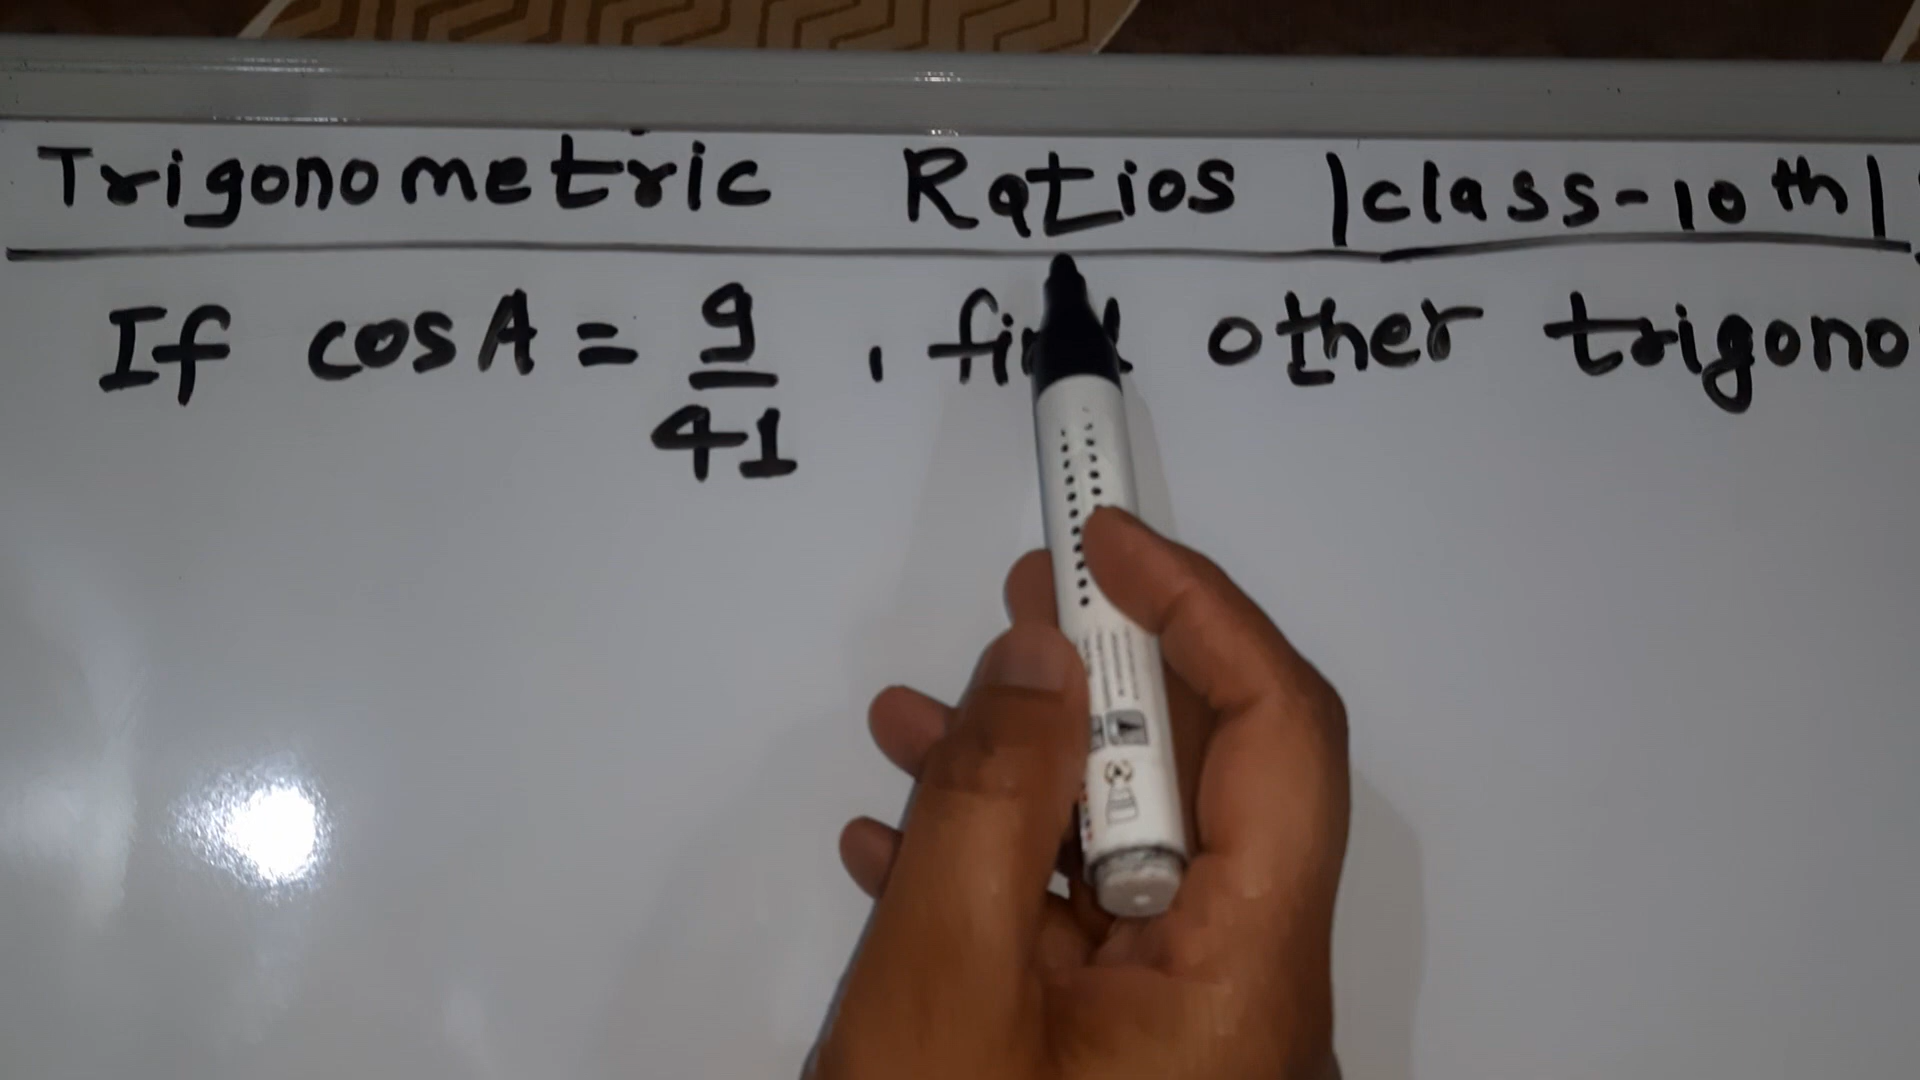 Trigonometric Ratios |class-10th|
If cosA = 9/41, find other trigono